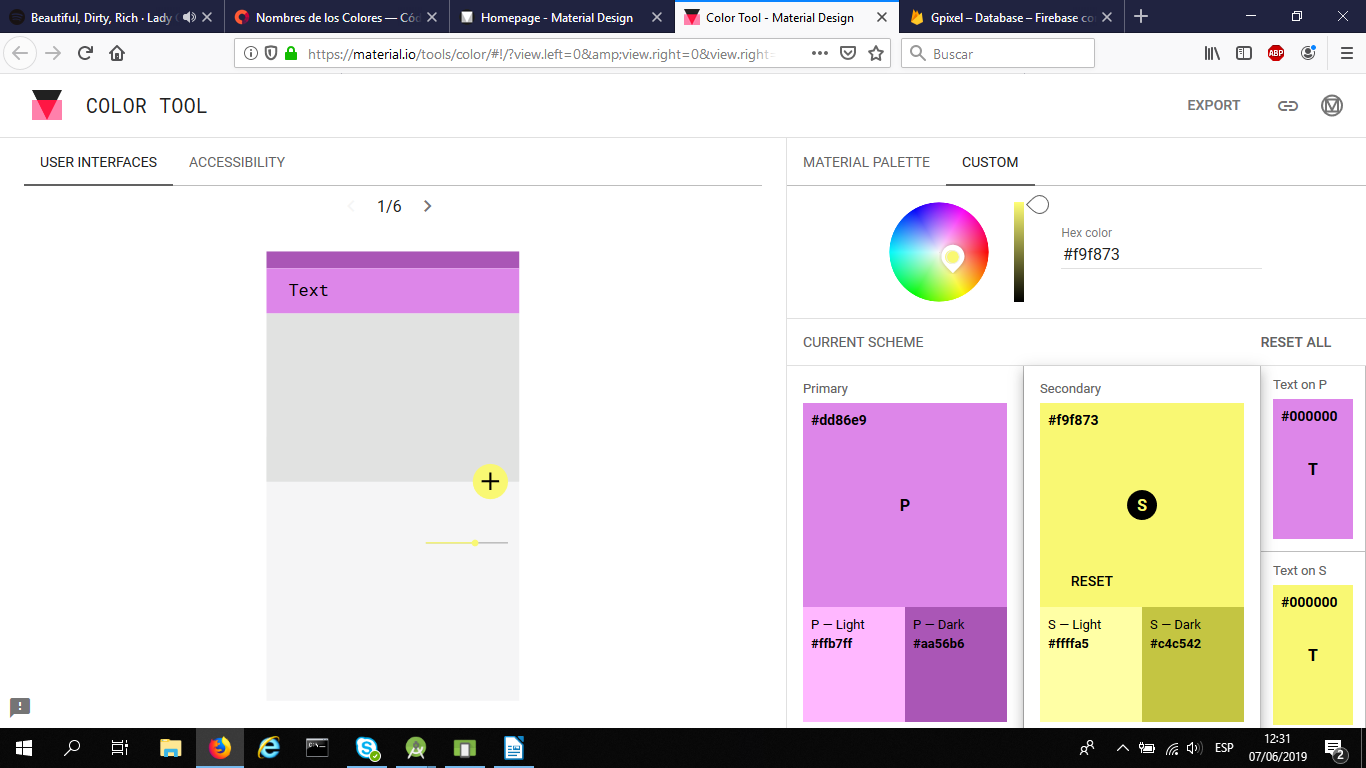 Beautiful, Dirty, Rich · Lady
Nombres de los Colores — Cód
Homepage - Material Design
Color Tool - Material Design
Gpixel – Database – Firebase co
https://material.io/tools/color/#!/?view.left=0&amp;view.right=0&view.right=
Buscar
ABP
COLOR TOOL
EXPORT
USER INTERFACES
ACCESSIBILITY
MATERIAL PALETTE
CUSTOM
1/6
Hex color
#f9f873
Text
CURRENT SCHEME
RESET ALL
Primary
#dd86e9
P
P — Light
#ffb7ff
P — Dark
#aa56b6
Secondary
#f9f873
S
RESET
S — Light
#ffffa5
S — Dark
#c4c542
Text on P
#000000
T
Text on S
#000000
T
ESP
12:31
07/06/2019
2